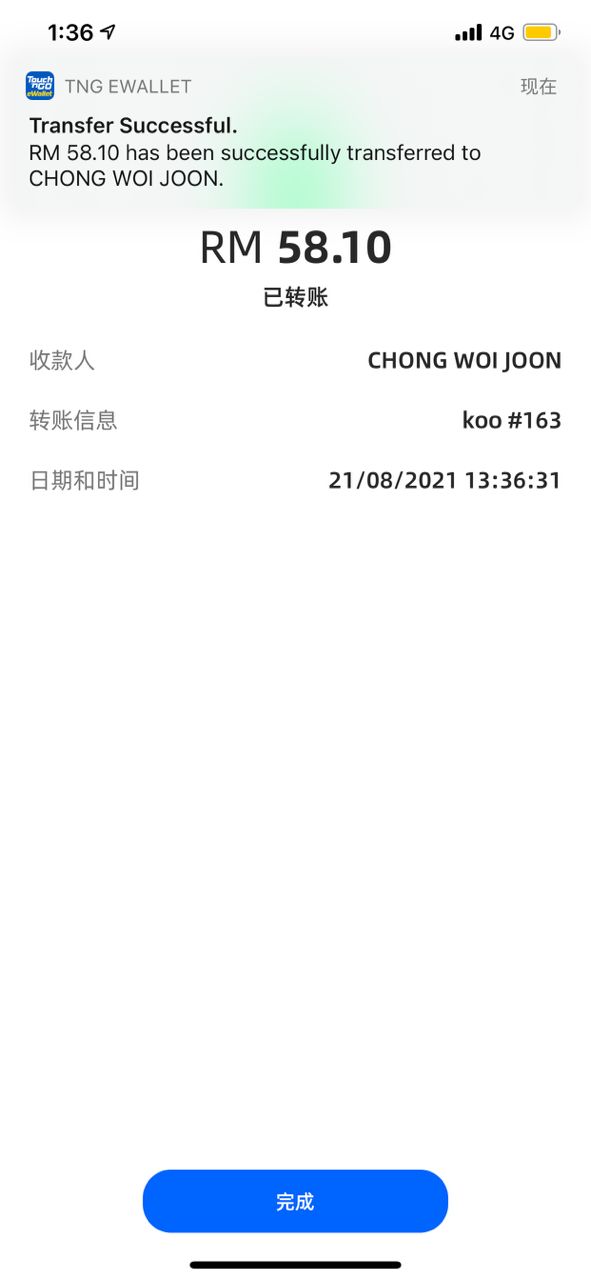 1:36
4G
Touch 'nGO eWallet
TNG EWALLET
现在
Transfer Successful.
RM 58.10 has been successfully transferred to
CHONG WOI JOON.
RM 58.10
已转账
收款人 CHONG WOI JOON
转账信息 koo #163
日期和时间 21/08/2021 13:36:31
完成